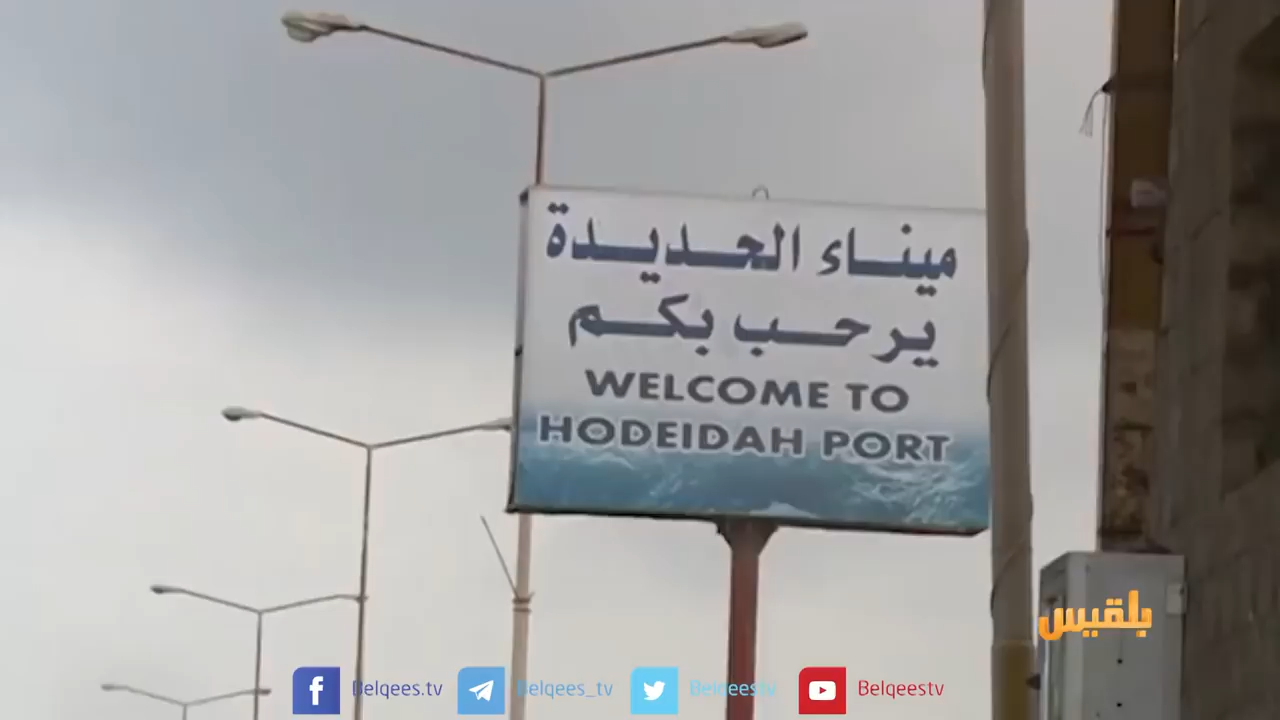 ميناء الحديدة
يرحب بكم
WELCOME TO
HODEIDAH PORT
بلقيس
Belqees.tv
Belqees_tv
Belqeestv
Belqeestv